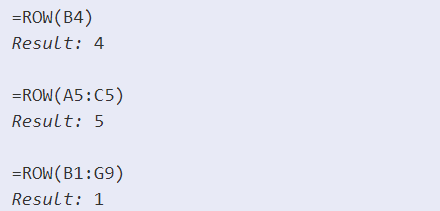 =ROW(B4)
Result: 4
=ROW(A5:C5)
Result: 5
=ROW(B1:G9)
Result: 1